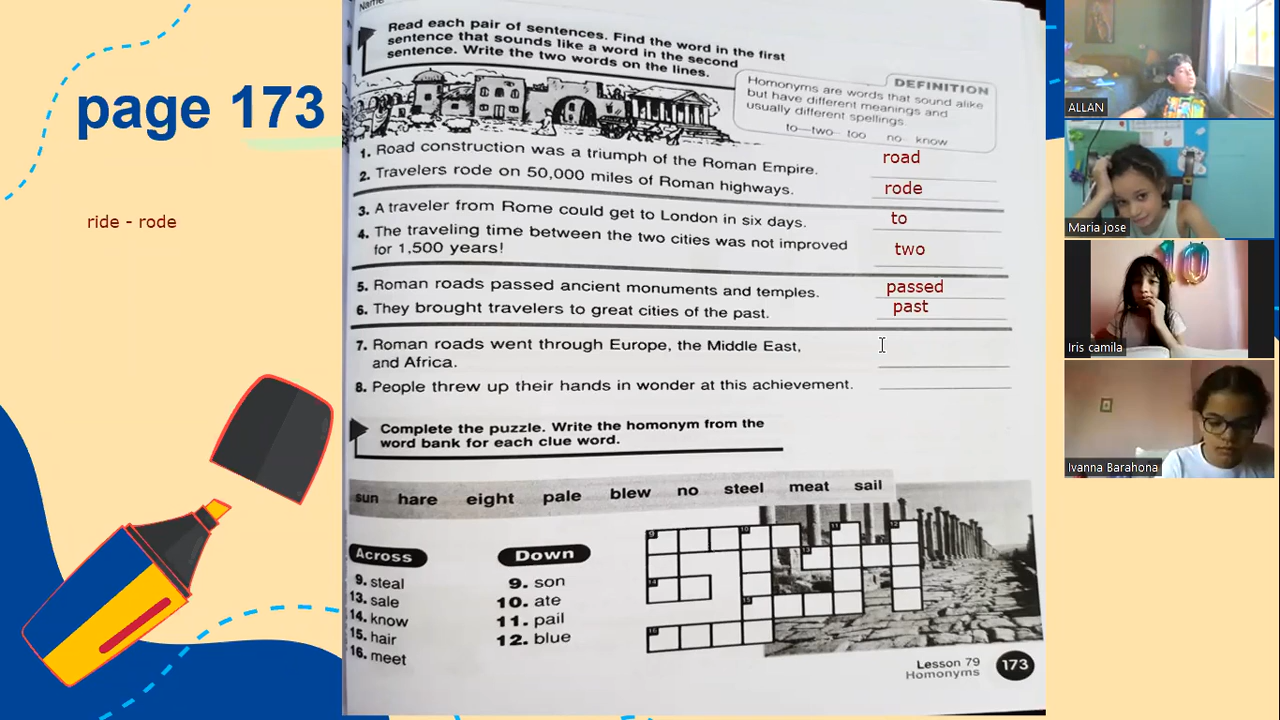 page 173
ride - rode
Name
Read each pair of sentences. Find the word in the first
sentence that sounds like a word in the second
sentence. Write the two words on the lines.
DEFINITION
Homonyms are words that sound alike
but have different meanings and
usually different spellings
to—two—too no—know
1. Road construction was a triumph of the Roman Empire.
road
2. Travelers rode on 50,000 miles of Roman highways.
rode
3. A traveler from Rome could get to London in six days.
to
4. The traveling time between the two cities was not improved
for 1,500 years!
two
5. Roman roads passed ancient monuments and temples.
passed
6. They brought travelers to great cities of the past.
past
7. Roman roads went through Europe, the Middle East,
and Africa.
8. People threw up their hands in wonder at this achievement.
Complete the puzzle. Write the homonym from the
word bank for each clue word.
sun hare eight pale blew no steel meat sail
Across
9. steal
13. sale
14. know
15. hair
16. meet
Down
9. son
10. ate
11. pail
12. blue
9 10 11 12
13
14
15
16
Lesson 79
Homonyms
173
ALLAN
Maria jose
10
Iris camila
Ivanna Barahona